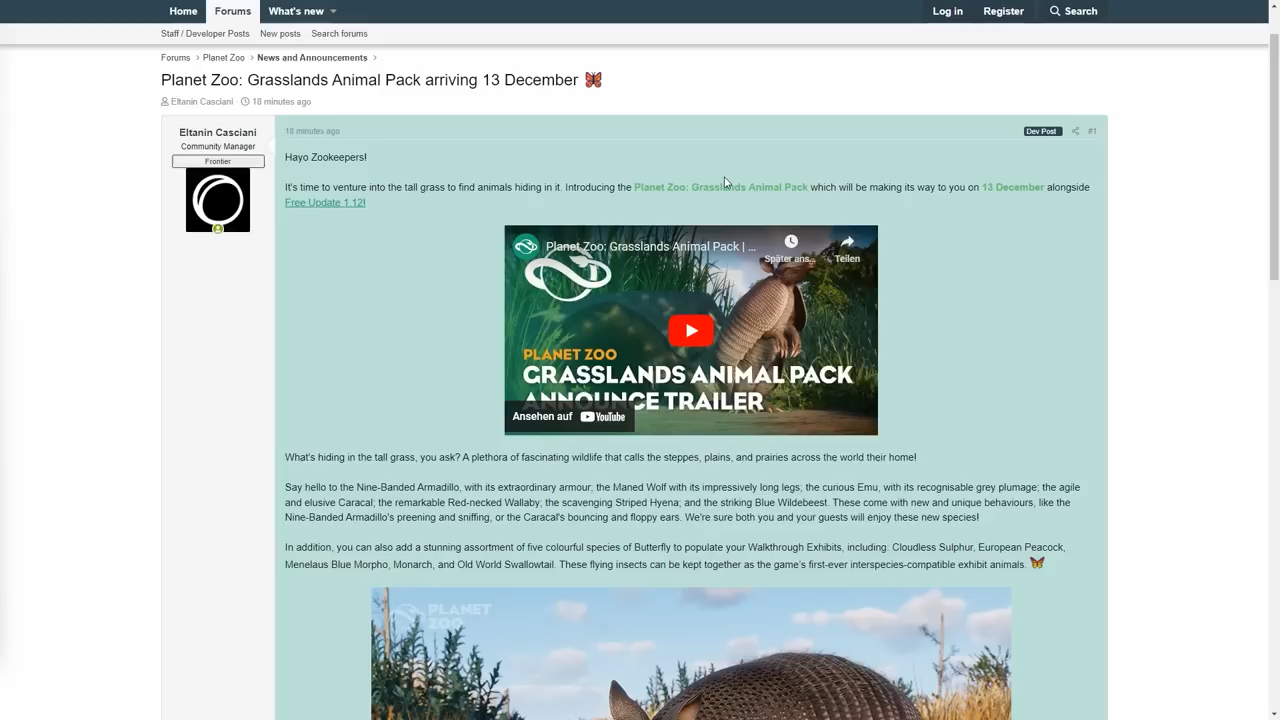 Home Forums What's new Log in Register Search
Staff / Developer Posts New posts Search forums
Forums > Planet Zoo > News and Announcements >
Planet Zoo: Grasslands Animal Pack arriving 13 December
Eltanin Casciani 18 minutes ago
Eltanin Casciani
Community Manager
Frontier
18 minutes ago Dev Post #1
Hayo Zookeepers!
It's time to venture into the tall grass to find animals hiding in it. Introducing the Planet Zoo: Grasslands Animal Pack which will be making its way to you on 13 December alongside
Free Update 1.12!
Planet Zoo: Grasslands Animal Pack | ...
Später ans... Teilen
PLANET ZOO
GRASSLANDS ANIMAL PACK
ANNOUNCE TRAILER
Ansehen auf YouTube
What's hiding in the tall grass, you ask? A plethora of fascinating wildlife that calls the steppes, plains, and prairies across the world their home!
Say hello to the Nine-Banded Armadillo, with its extraordinary armour; the Maned Wolf with its impressively long legs; the curious Emu, with its recognisable grey plumage; the agile
and elusive Caracal; the remarkable Red-necked Wallaby; the scavenging Striped Hyena; and the striking Blue Wildebeest. These come with new and unique behaviours, like the
Nine-Banded Armadillo's preening and sniffing, or the Caracal's bouncing and floppy ears. We're sure both you and your guests will enjoy these new species!
In addition, you can also add a stunning assortment of five colourful species of Butterfly to populate your Walkthrough Exhibits, including: Cloudless Sulphur, European Peacock,
Menelaus Blue Morpho, Monarch, and Old World Swallowtail. These flying insects can be kept together as the game's first-ever interspecies-compatible exhibit animals.
PLANET
ZOO